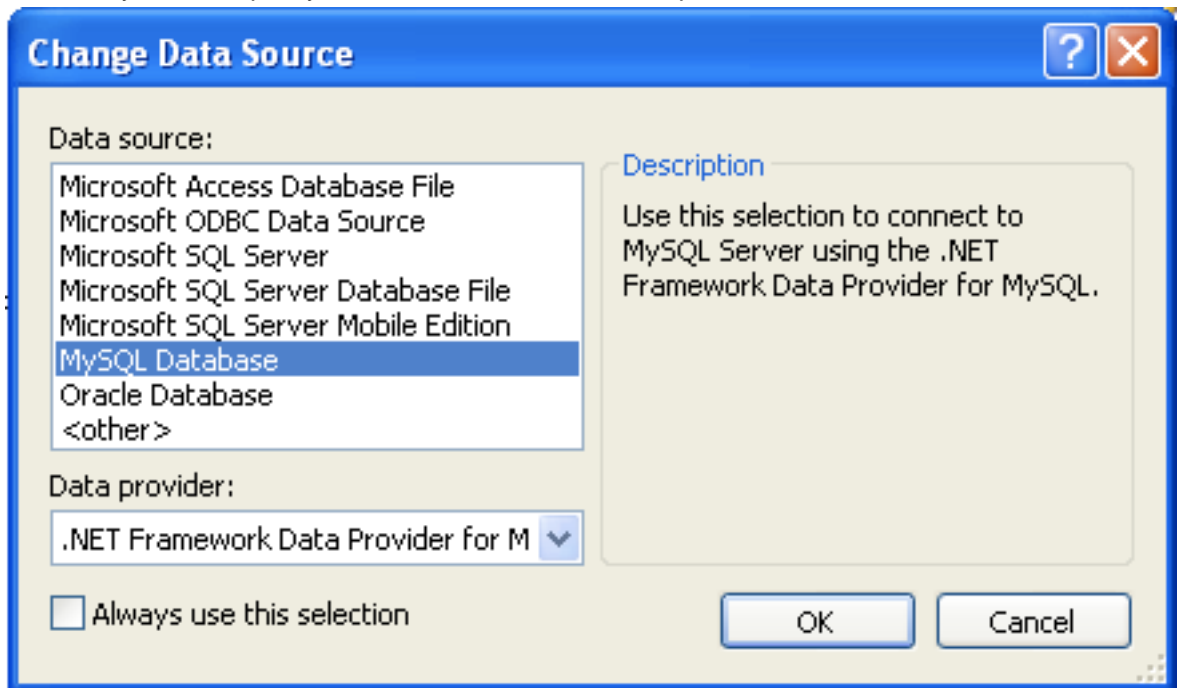 Change Data Source
Data source:
Microsoft Access Database File
Microsoft ODBC Data Source
Microsoft SQL Server
Microsoft SQL Server Database File
Microsoft SQL Server Mobile Edition
MySQL Database
Oracle Database
<other>
Description
Use this selection to connect to
MySQL Server using the .NET
Framework Data Provider for MySQL.
Data provider:
.NET Framework Data Provider for M
Always use this selection
OK
Cancel